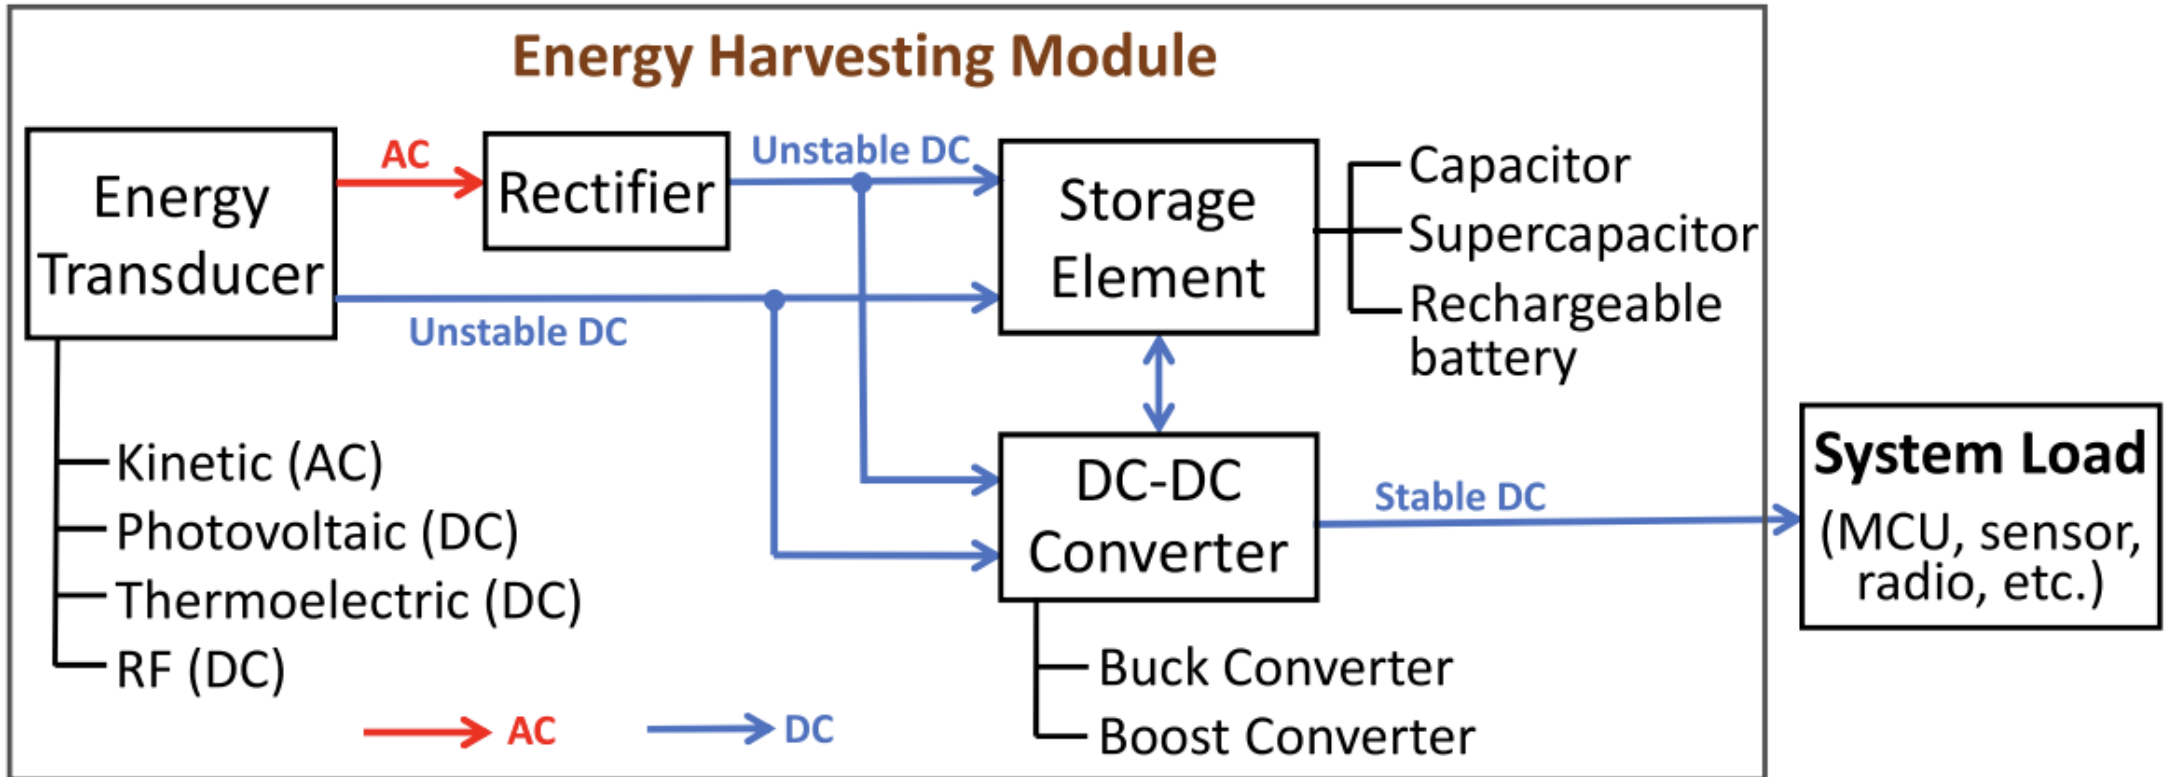 Energy Harvesting Module
Energy
Transducer
AC
Rectifier
Unstable DC
Unstable DC
Storage
Element
Capacitor
Supercapacitor
Rechargeable
battery
Kinetic (AC)
Photovoltaic (DC)
Thermoelectric (DC)
RF (DC)
DC-DC
Converter
Stable DC
System Load
(MCU, sensor,
radio, etc.)
Buck Converter
Boost Converter
AC
DC